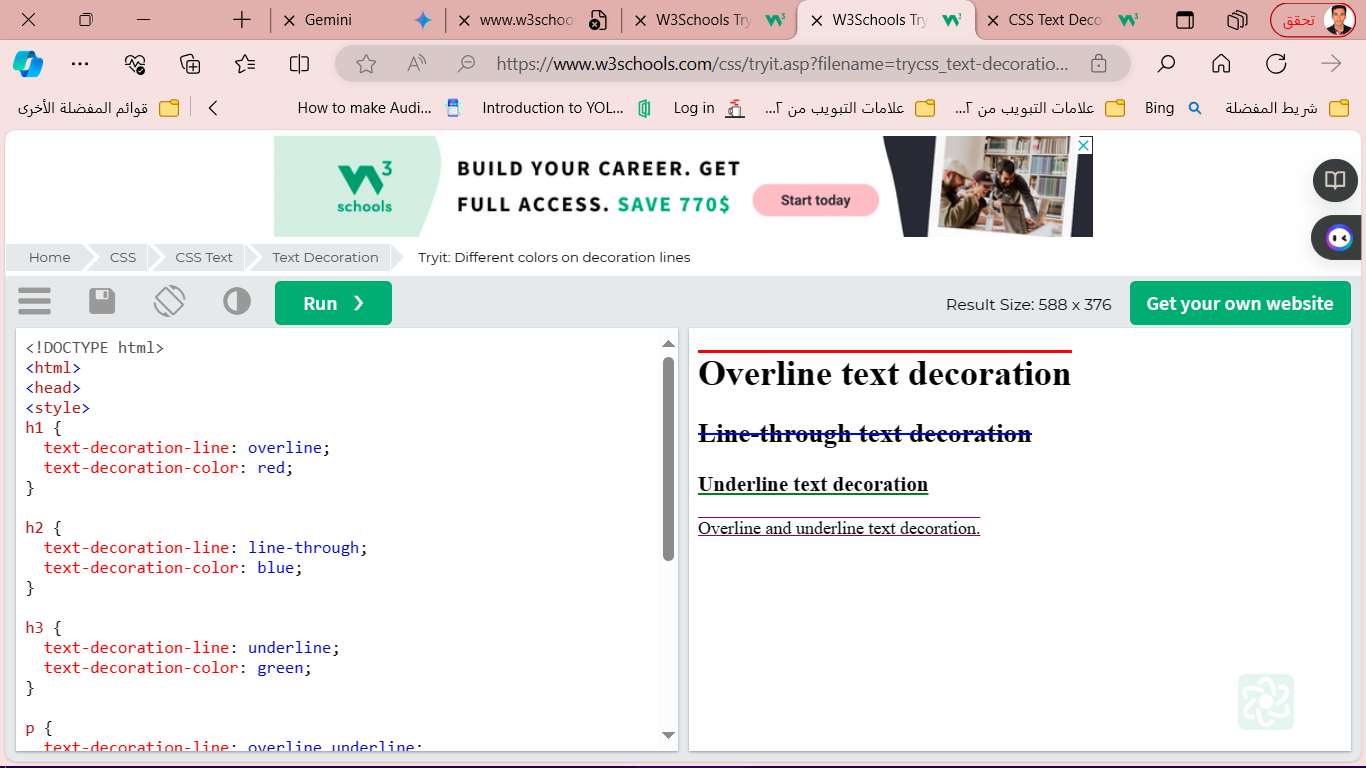 Gemini
www.w3schoo
W3Schools Try
W3Schools Try
CSS Text Deco
تحقق
https://www.w3schools.com/css/tryit.asp?filename=trycss_text-decoratio...
قوائم المفضلة الأخرى
How to make Audi...
Introduction to YOL...
Log in
علامات التبويب من ٢...
علامات التبويب من ٢...
Bing
شريط المفضلة
w3
schools
BUILD YOUR CAREER. GET
FULL ACCESS. SAVE 770$
Start today
Home
CSS
CSS Text
Text Decoration
Tryit: Different colors on decoration lines
Run ❯
Result Size: 588 x 376
Get your own website
<!DOCTYPE html>
<html>
<head>
<style>
h1 {
  text-decoration-line: overline;
  text-decoration-color: red;
}

h2 {
  text-decoration-line: line-through;
  text-decoration-color: blue;
}

h3 {
  text-decoration-line: underline;
  text-decoration-color: green;
}

p {
  text-decoration-line: overline underline;
Overline text decoration
Line-through text decoration
Underline text decoration
Overline and underline text decoration.